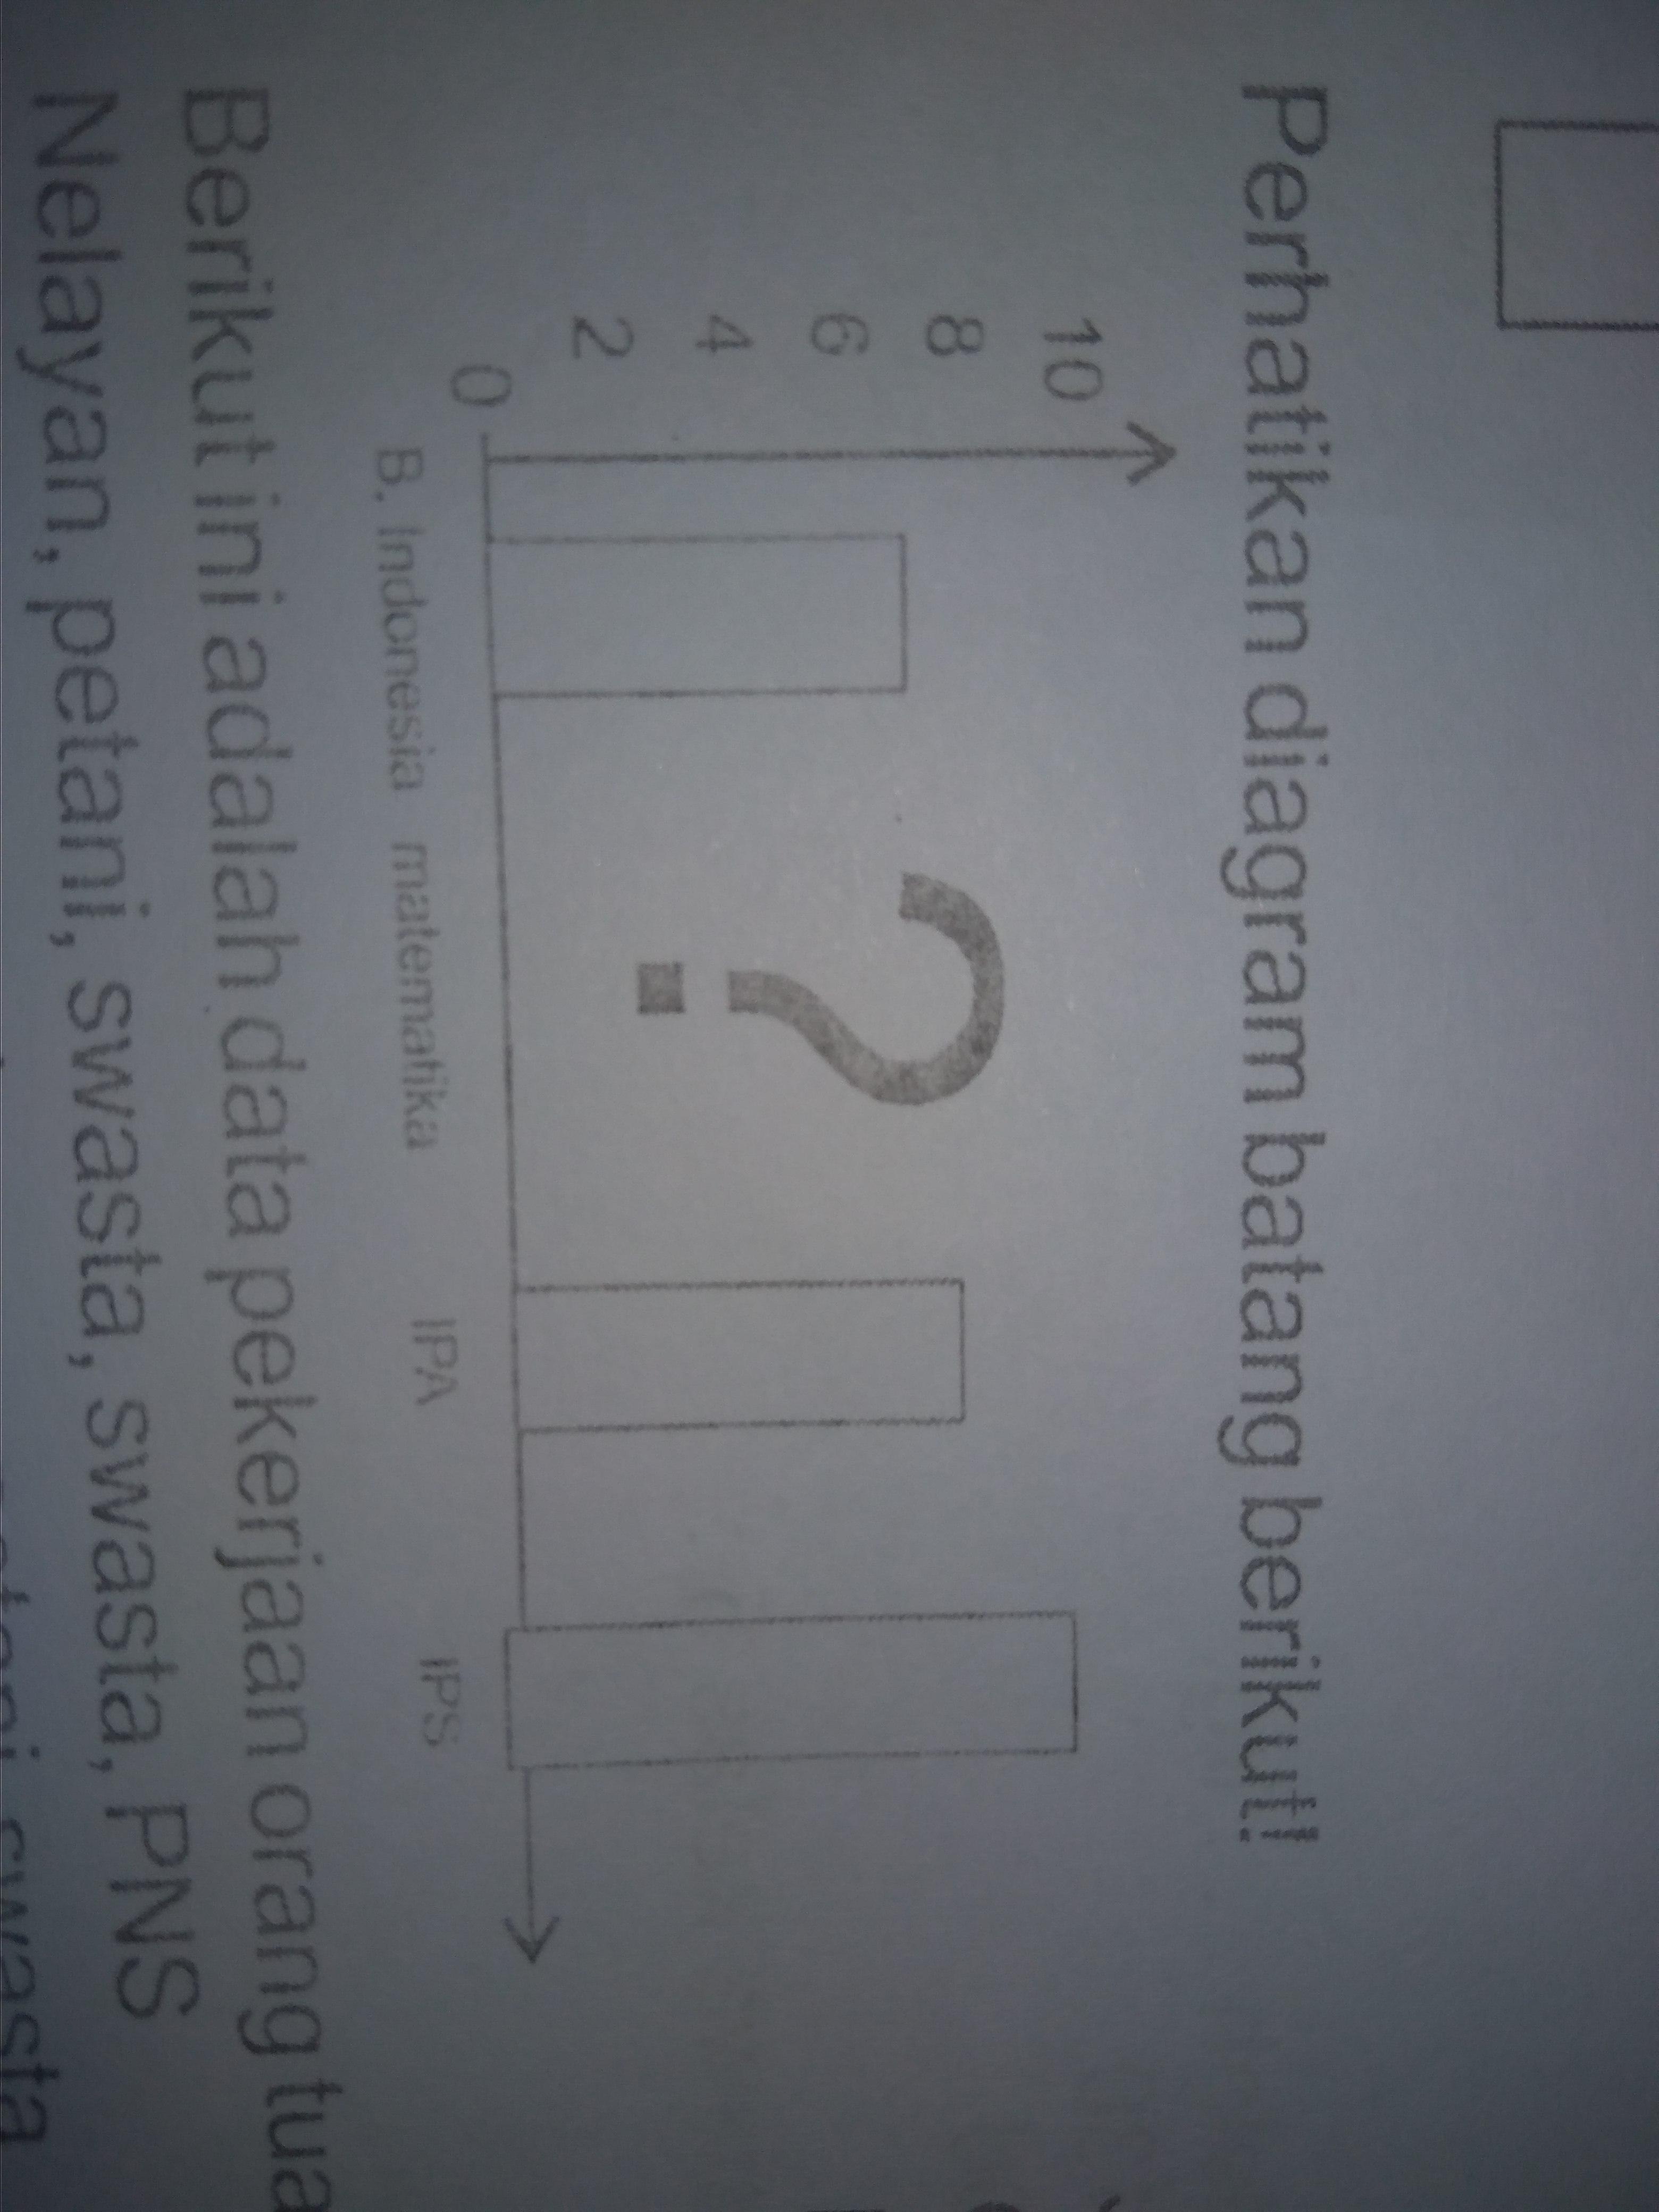 Perhatikan diagram batang berikut!
10
8
6
4
2
0
B. Indonesia matematika IPA IPS
?
Berikut ini adalah data pekerjaan orang tua
Nelayan, petani, swasta, swasta, PNS
swasta